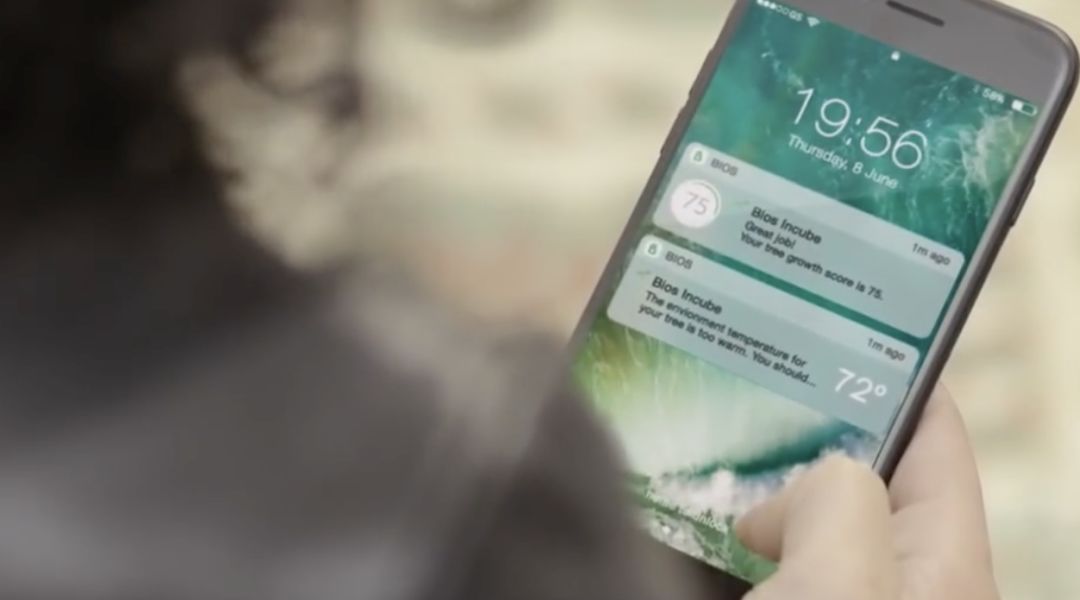 58%
19:56
Thursday, 8 June
BIOS
75
Bios Incube
1m ago
Great job!
Your tree growth score is 75.
BIOS
Bios Incube
1m ago
The envionment temperature for
your tree is too warm. You should...
72°